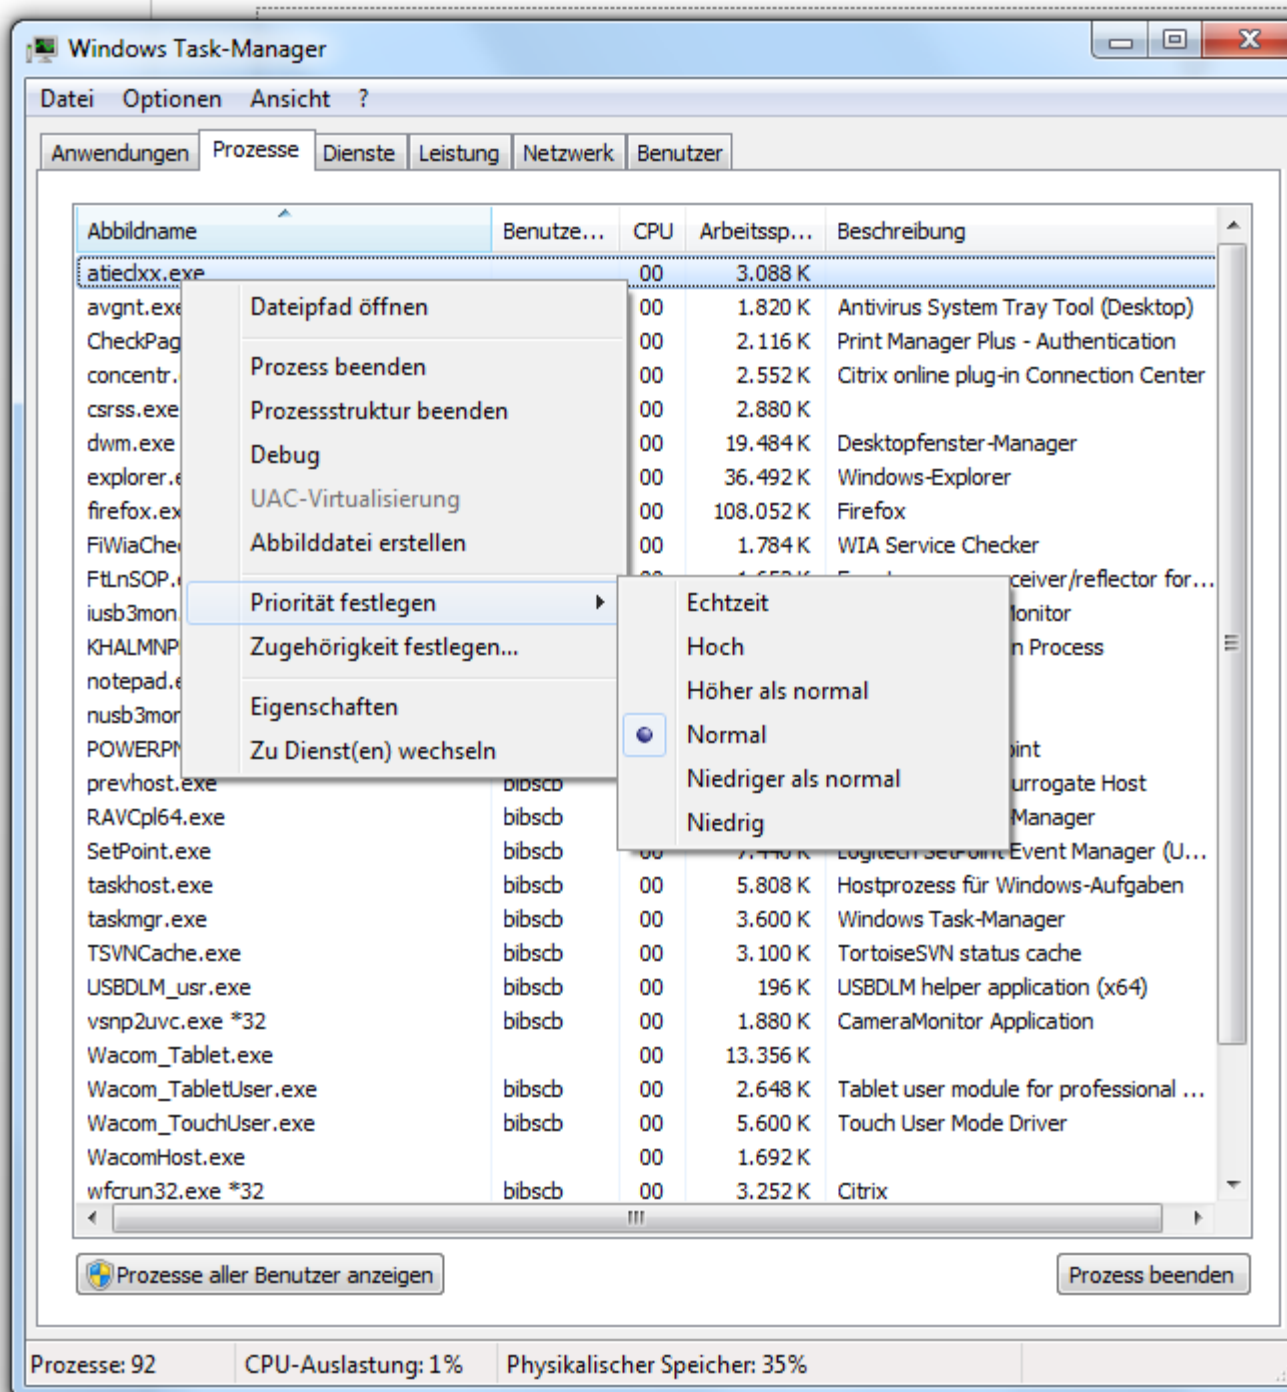 Windows Task-Manager
Datei Optionen Ansicht ?
Anwendungen Prozesse Dienste Leistung Netzwerk Benutzer
Abbildname Benutze... CPU Arbeitssp... Beschreibung
atieclxx.exe 00 3.088 K
avgnt.exe 00 1.820 K Antivirus System Tray Tool (Desktop)
CheckPag 00 2.116 K Print Manager Plus - Authentication
concentr. 00 2.552 K Citrix online plug-in Connection Center
csrss.exe 00 2.880 K
dwm.exe 00 19.484 K Desktopfenster-Manager
explorer.e 00 36.492 K Windows-Explorer
firefox.ex 00 108.052 K Firefox
FiWiaChe 00 1.784 K WIA Service Checker
FtLnSOP. ceiver/reflector for...
iusb3mon. Monitor
KHALMNP n Process
notepad.e
nusb3mor
POWERPN oint
prevhost.exe bibscb urrogate Host
RAVCpl64.exe bibscb Manager
SetPoint.exe bibscb 00 7.440 K Logitech SetPoint Event Manager (U...
taskhost.exe bibscb 00 5.808 K Hostprozess für Windows-Aufgaben
taskmgr.exe bibscb 00 3.600 K Windows Task-Manager
TSVNCache.exe bibscb 00 3.100 K TortoiseSVN status cache
USBDLM_usr.exe bibscb 00 196 K USBDLM helper application (x64)
vsnp2uvc.exe *32 bibscb 00 1.880 K CameraMonitor Application
Wacom_Tablet.exe 00 13.356 K
Wacom_TabletUser.exe bibscb 00 2.648 K Tablet user module for professional ...
Wacom_TouchUser.exe bibscb 00 5.600 K Touch User Mode Driver
WacomHost.exe 00 1.692 K
wfcrun32.exe *32 bibscb 00 3.252 K Citrix
Dateipfad öffnen
Prozess beenden
Prozessstruktur beenden
Debug
UAC-Virtualisierung
Abbilddatei erstellen
Priorität festlegen
Zugehörigkeit festlegen...
Eigenschaften
Zu Dienst(en) wechseln
Echtzeit
Hoch
Höher als normal
Normal
Niedriger als normal
Niedrig
Prozesse aller Benutzer anzeigen Prozess beenden
Prozesse: 92 CPU-Auslastung: 1% Physikalischer Speicher: 35%